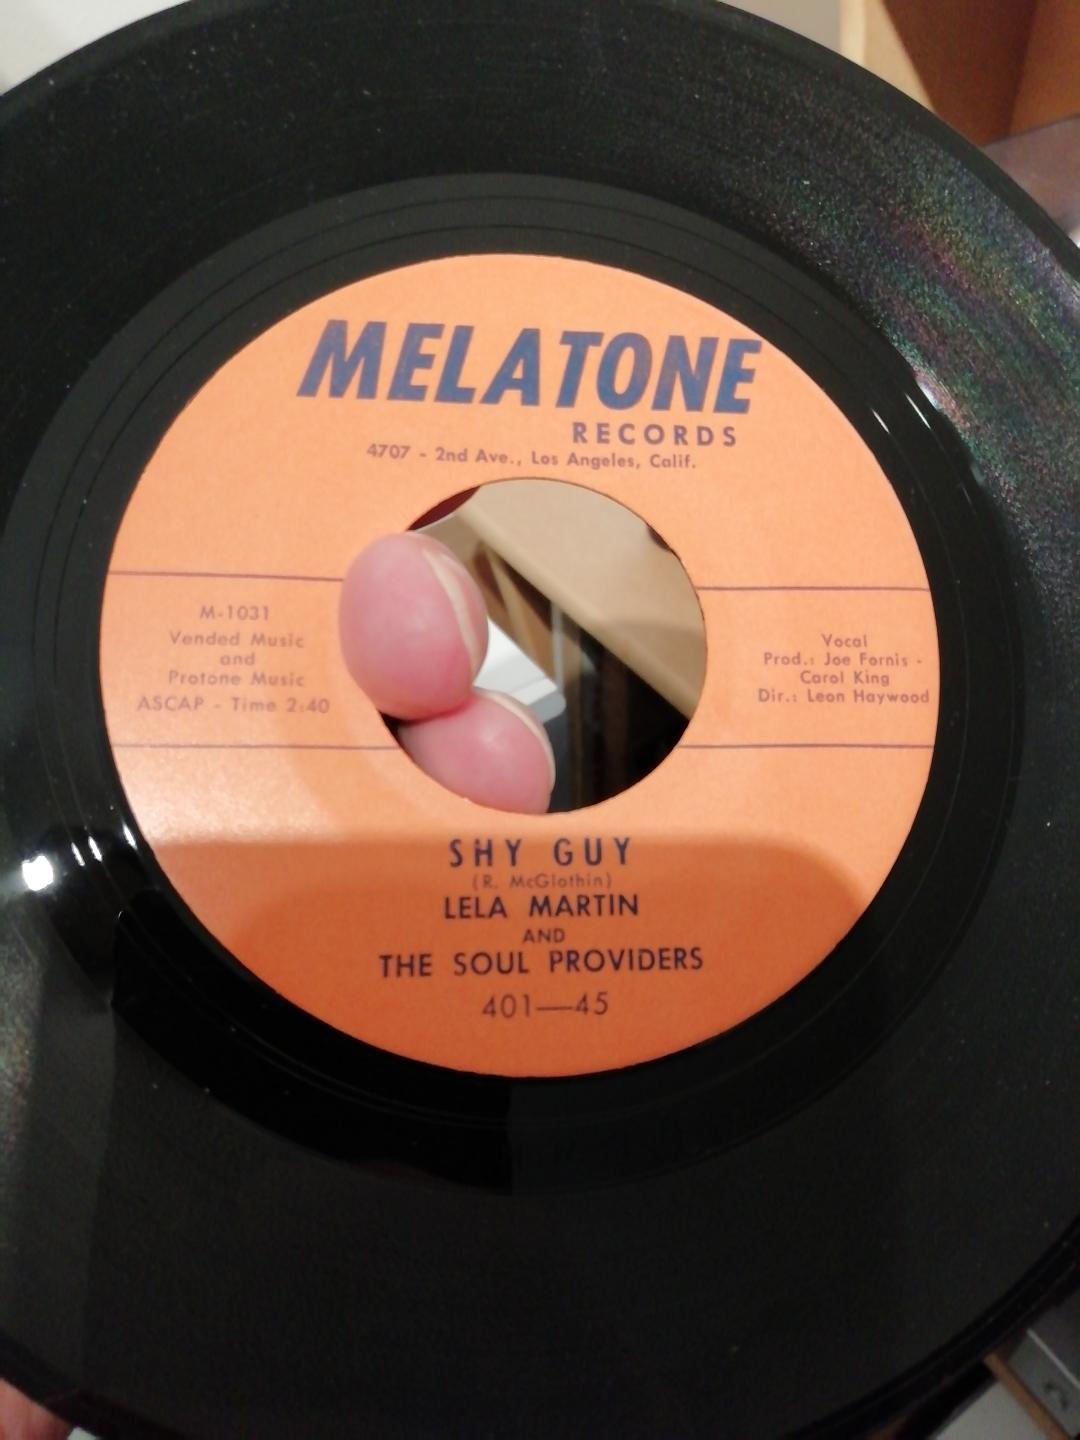 MELATONE
RECORDS
4707 - 2nd Ave., Los Angeles, Calif.
M-1031
Vended Music
and
Protone Music
ASCAP - Time 2:40
Vocal
Prod.: Joe Fornis -
Carol King
Dir.: Leon Haywood
SHY GUY
(R. McGlothin)
LELA MARTIN
AND
THE SOUL PROVIDERS
401—45